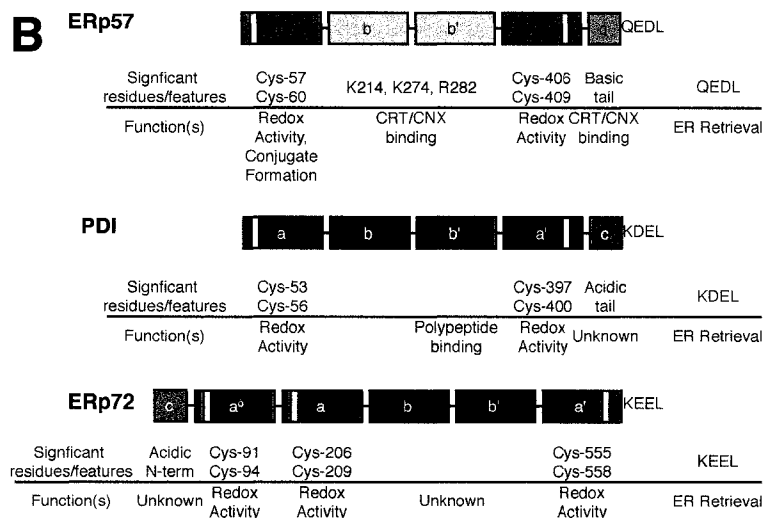 B
ERp57
b b' QEDL
Signficant Cys-57 K214, K274, R282 Cys-406 Basic
residues/features Cys-60 Cys-409 tail QEDL
Function(s) Redox CRT/CNX Redox CRT/CNX ER Retrieval
Activity, binding Activity binding
Conjugate
Formation
PDI
a b b' a' c KDEL
Signficant Cys-53 Cys-397 Acidic
residues/features Cys-56 Cys-400 tail KDEL
Function(s) Redox Polypeptide Redox Unknown ER Retrieval
Activity binding Activity
ERp72
c a° a b b' a' KEEL
Signficant Acidic Cys-91 Cys-206 Cys-555
residues/features N-term Cys-94 Cys-209 Cys-558 KEEL
Function(s) Unknown Redox Redox Unknown Redox ER Retrieval
Activity Activity Activity